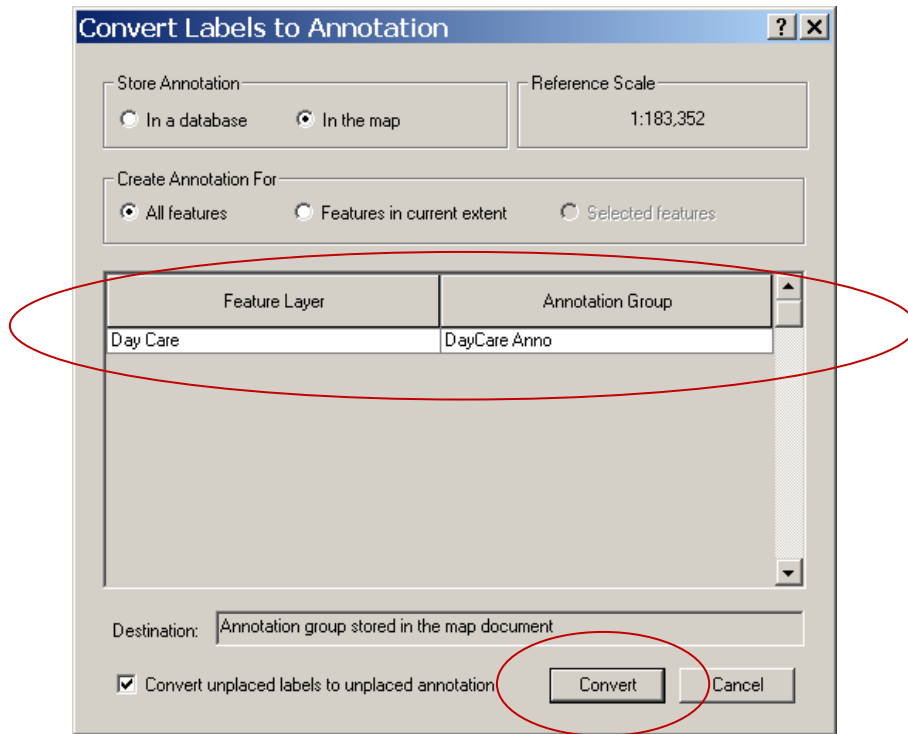 Convert Labels to Annotation
Store Annotation
In a database In the map
Reference Scale
1:183,352
Create Annotation For
All features Features in current extent Selected features
Feature Layer Annotation Group
Day Care DayCare Anno
Destination: Annotation group stored in the map document
Convert unplaced labels to unplaced annotation Convert Cancel